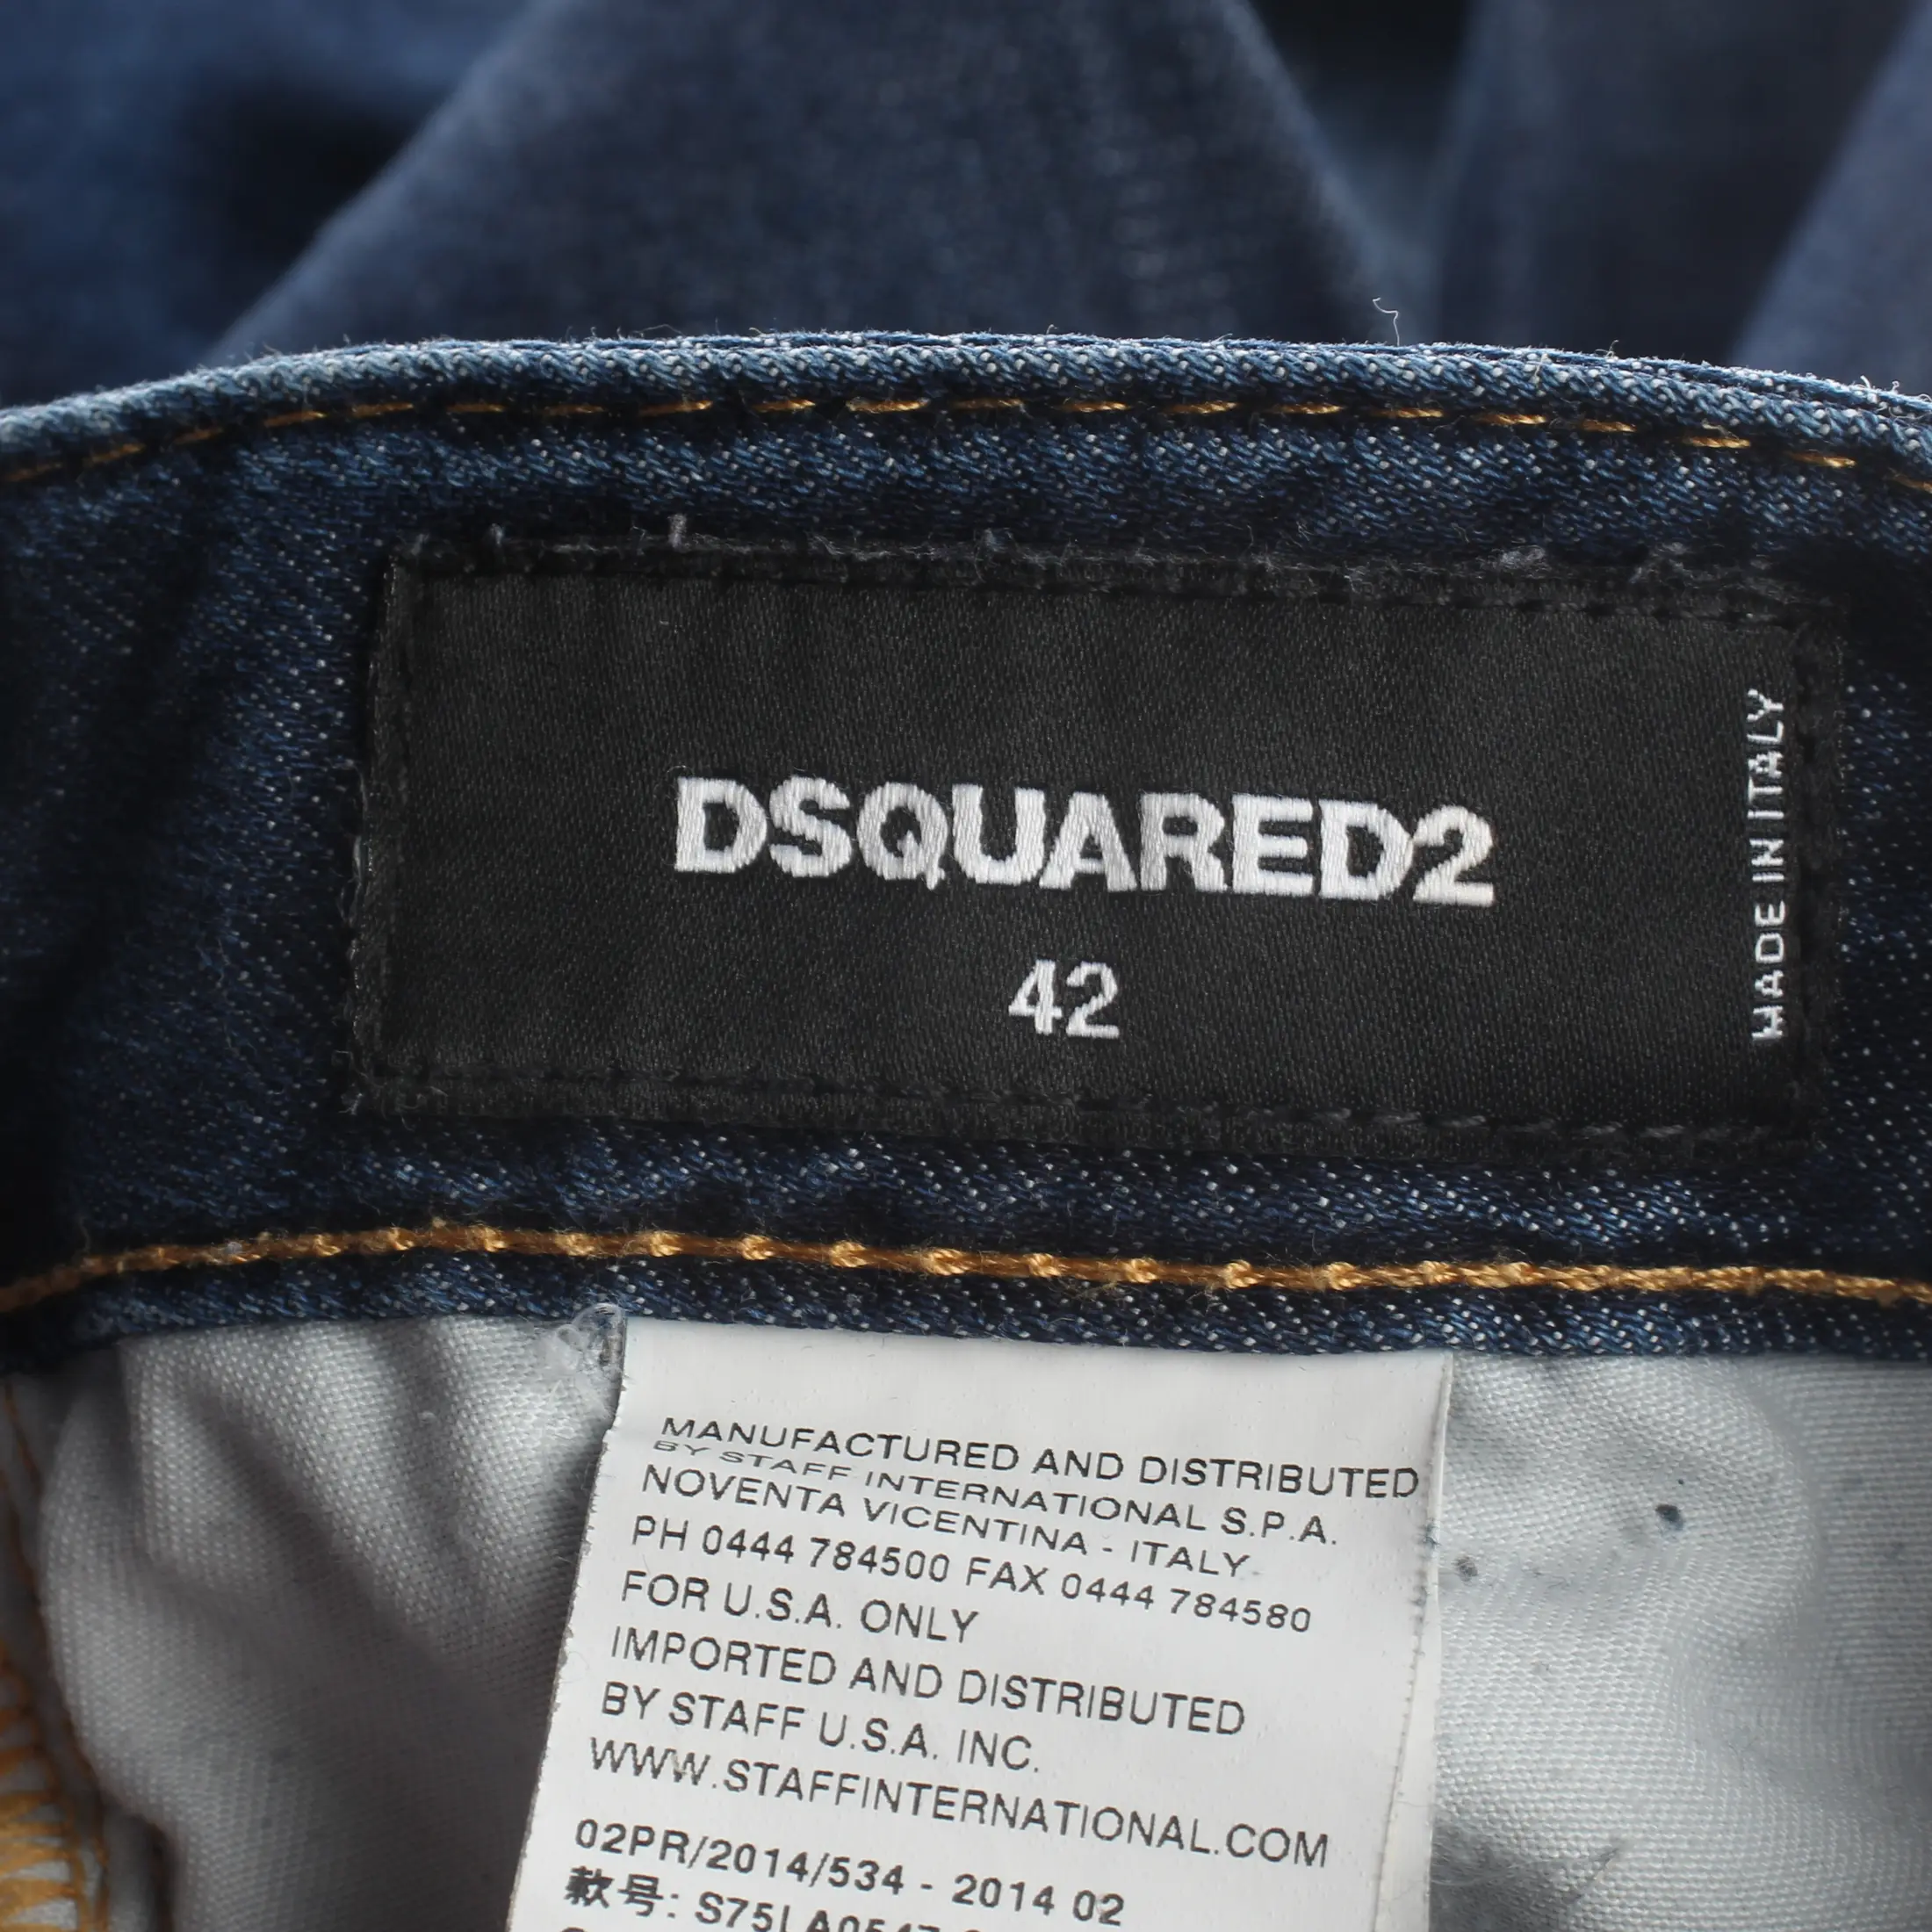 DSQUARED2
42
MADE IN ITALY
MANUFACTURED AND DISTRIBUTED
BY STAFF INTERNATIONAL S.P.A.
NOVENTA VICENTINA - ITALY
PH 0444 784500 FAX 0444 784580
FOR U.S.A. ONLY
IMPORTED AND DISTRIBUTED
BY STAFF U.S.A. INC.
WWW.STAFFINTERNATIONAL.COM
02PR/2014/534 - 2014 02
款号: S75LA0547